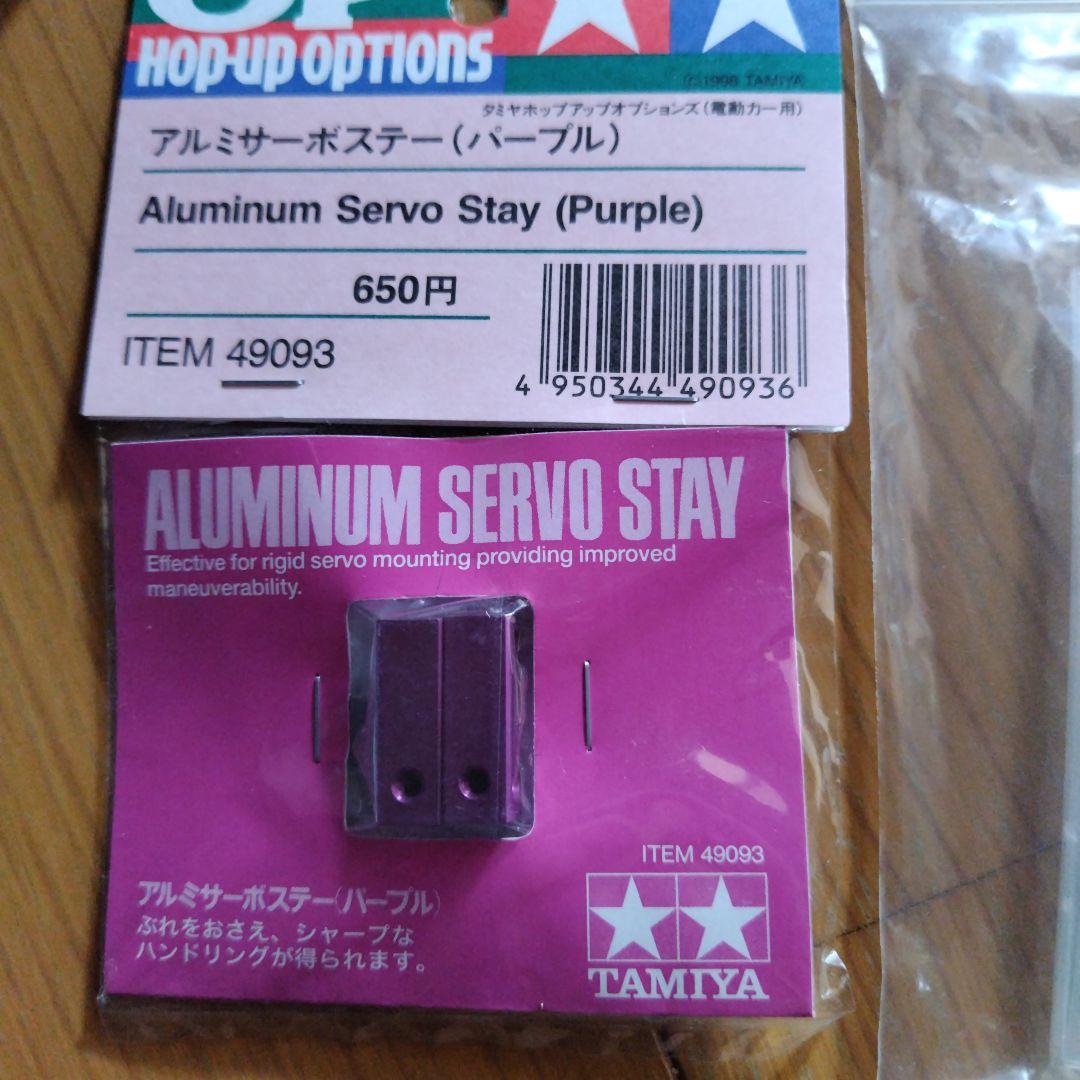 OP
HOP-UP OPTIONS
©1998 TAMIYA
タミヤホップアップオプションズ(電動カー用)
アルミサーボステー(パープル)
Aluminum Servo Stay (Purple)
650円
ITEM 49093
4 950344 490936
ALUMINUM SERVO STAY
Effective for rigid servo mounting providing improved
maneuverability.
ITEM 49093
アルミサーボステー(パープル)
ぶれをおさえ、シャープな
ハンドリングが得られます。
TAMIYA